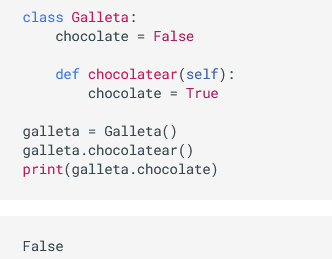 class Galleta:
    chocolate = False
    def chocolatear(self):
        chocolate = True
galleta = Galleta()
galleta.chocolatear()
print(galleta.chocolate)
False